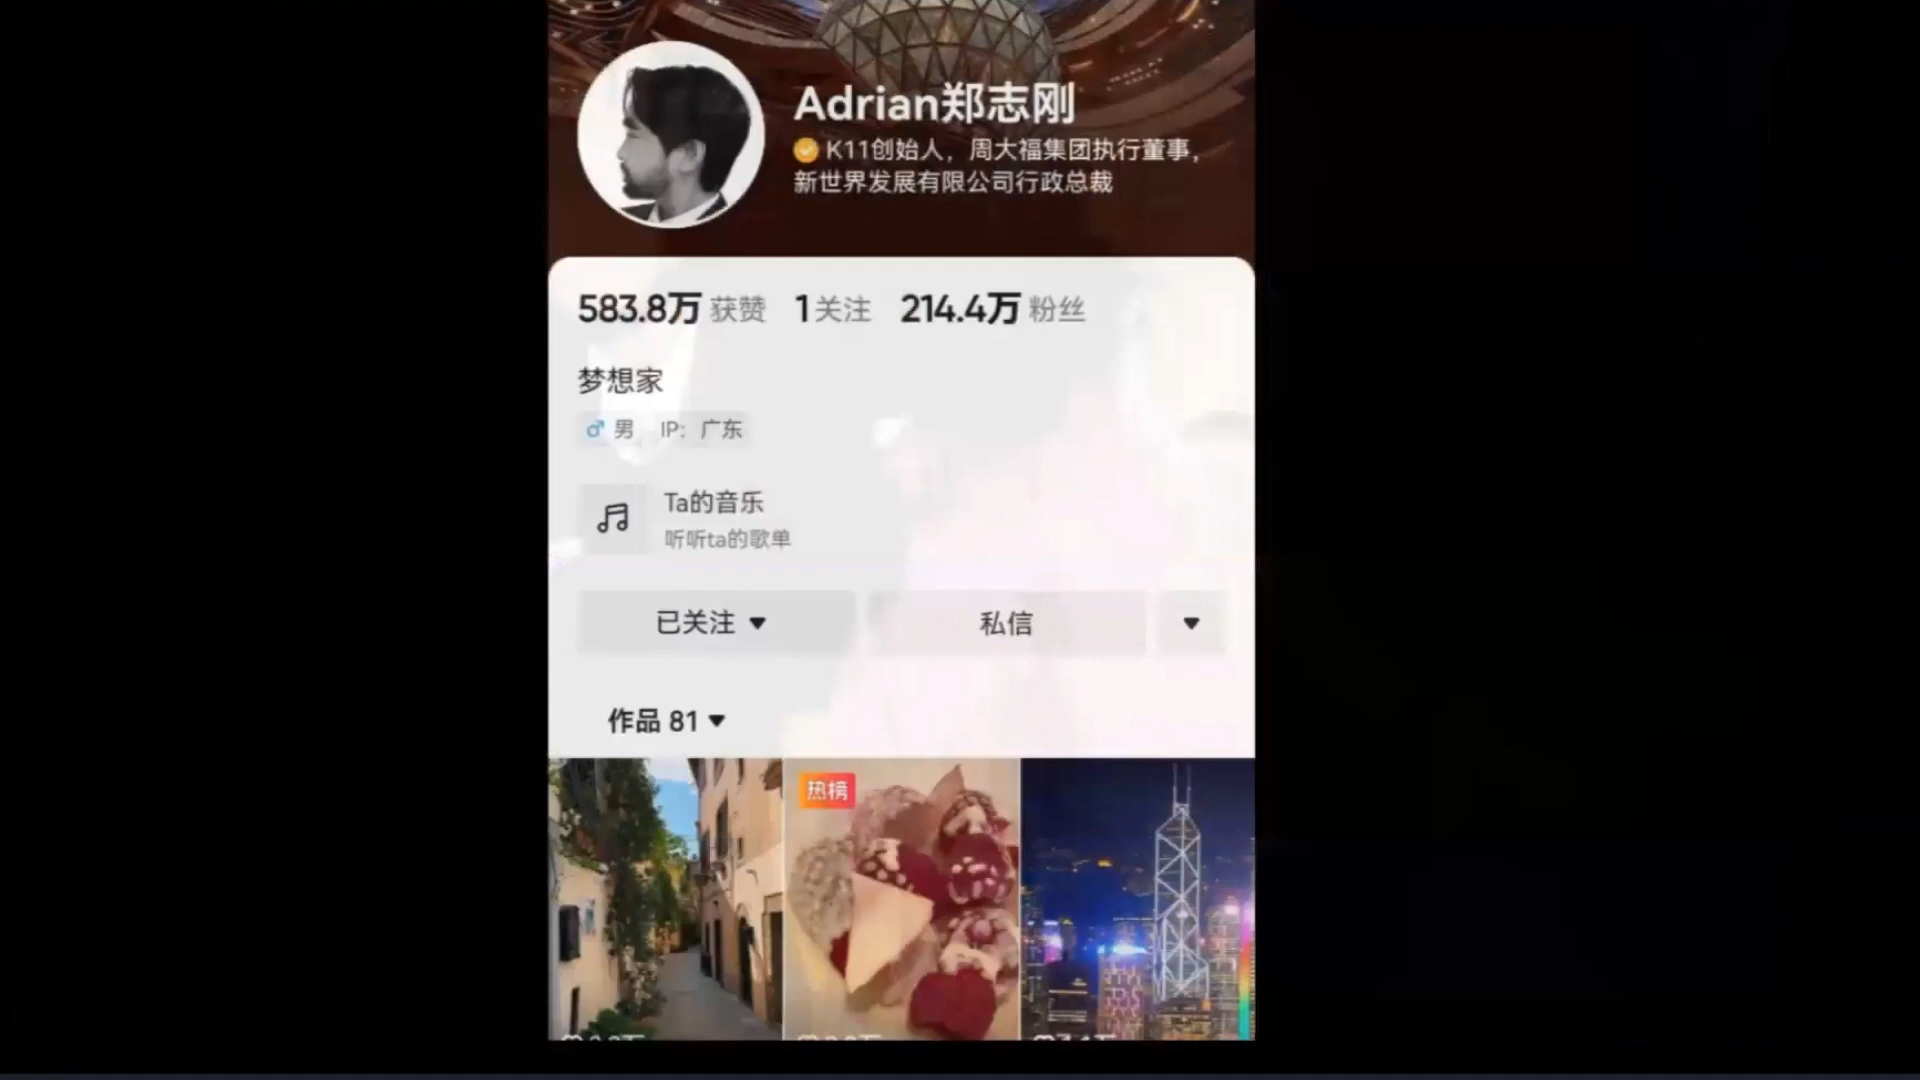 Adrian郑志刚
K11创始人，周大福集团执行董事，
新世界发展有限公司行政总裁
583.8万 获赞 1 关注 214.4万 粉丝
梦想家
男 IP：广东
Ta的音乐
听听ta的歌单
已关注
私信
作品 81
热榜